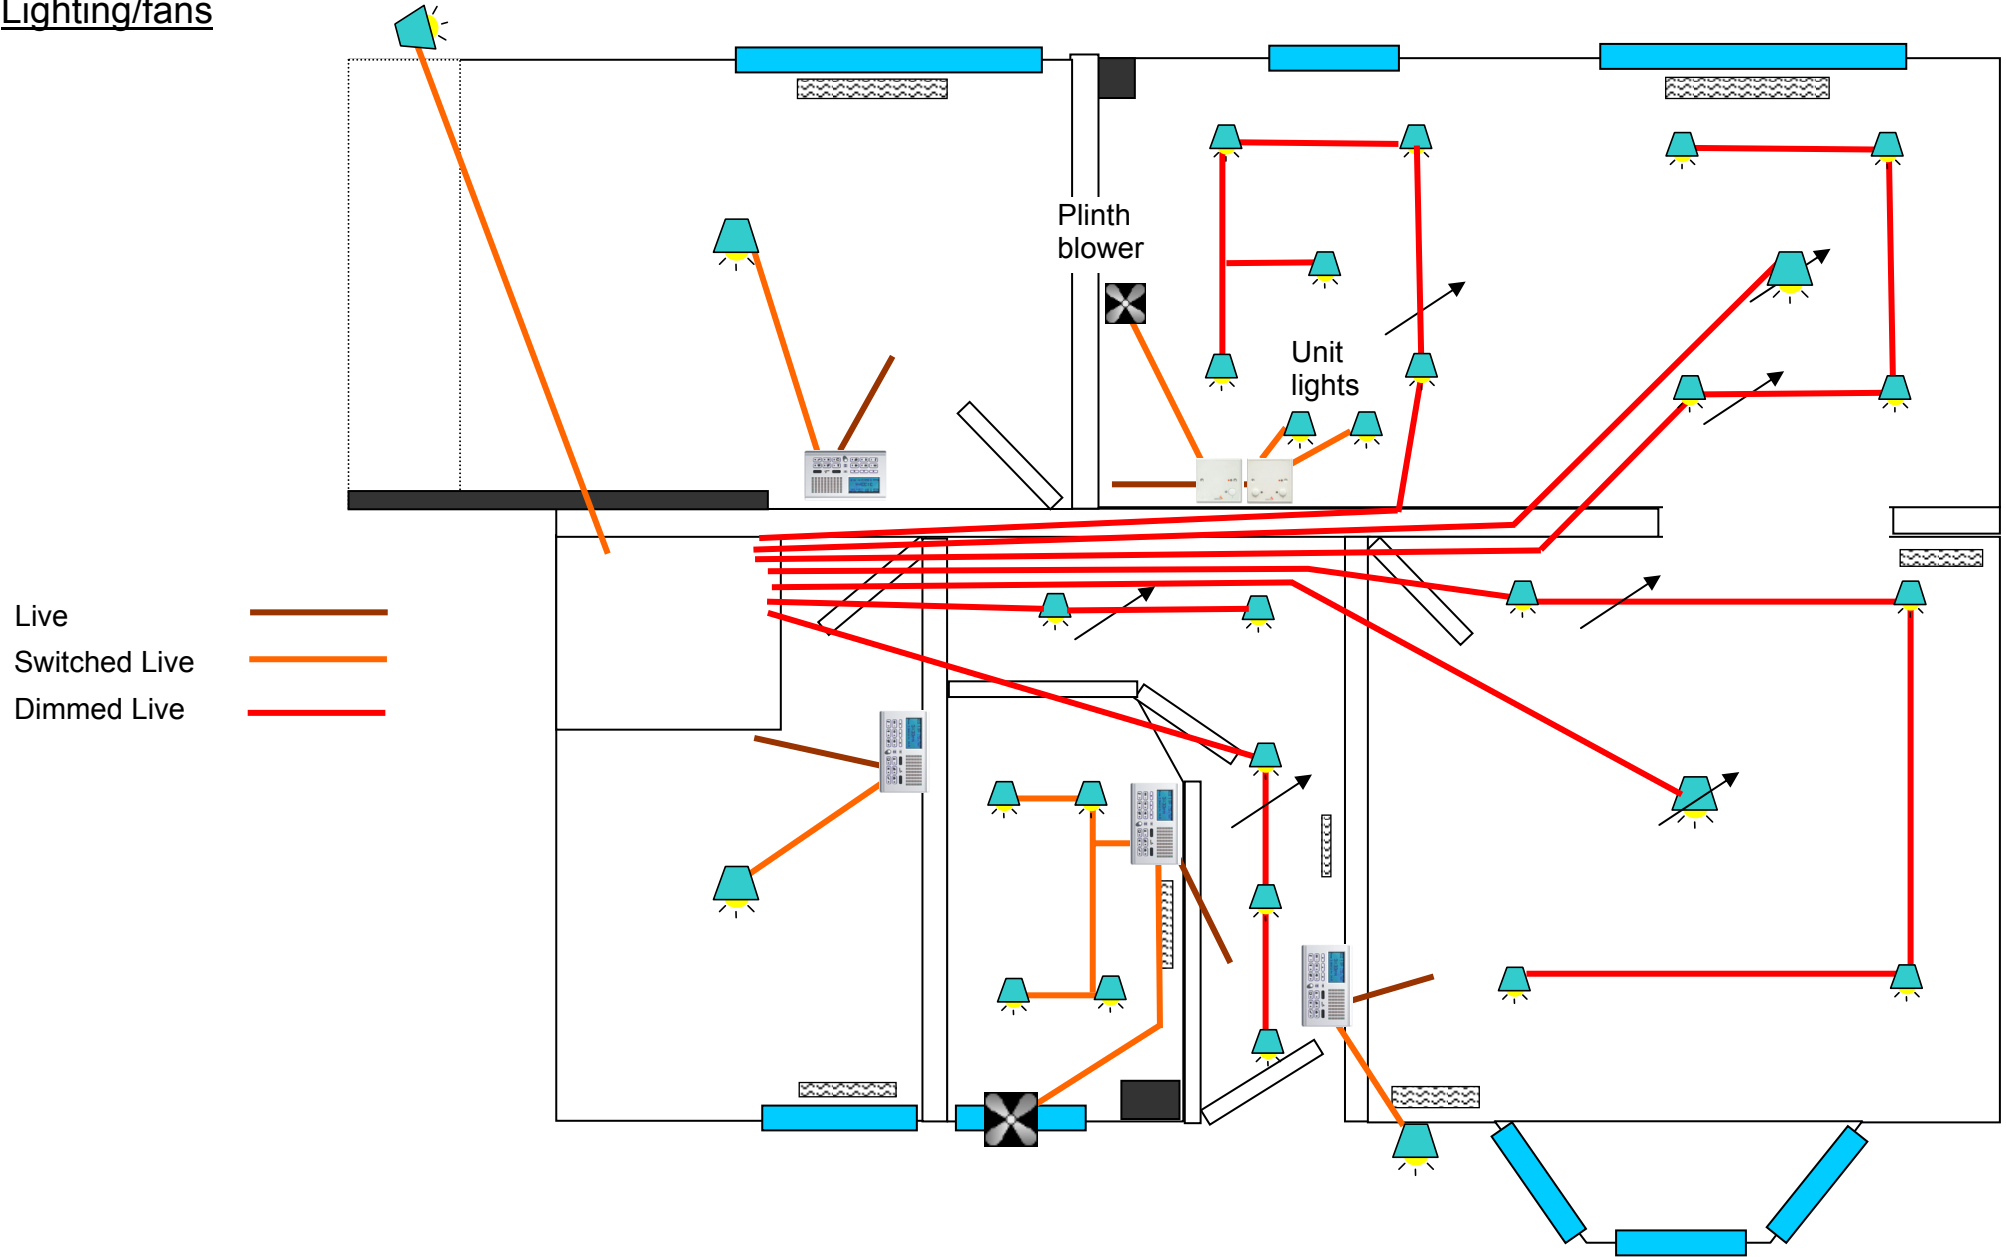 Lighting/fans
Plinth
blower
Unit
lights
Live
Switched Live
Dimmed Live